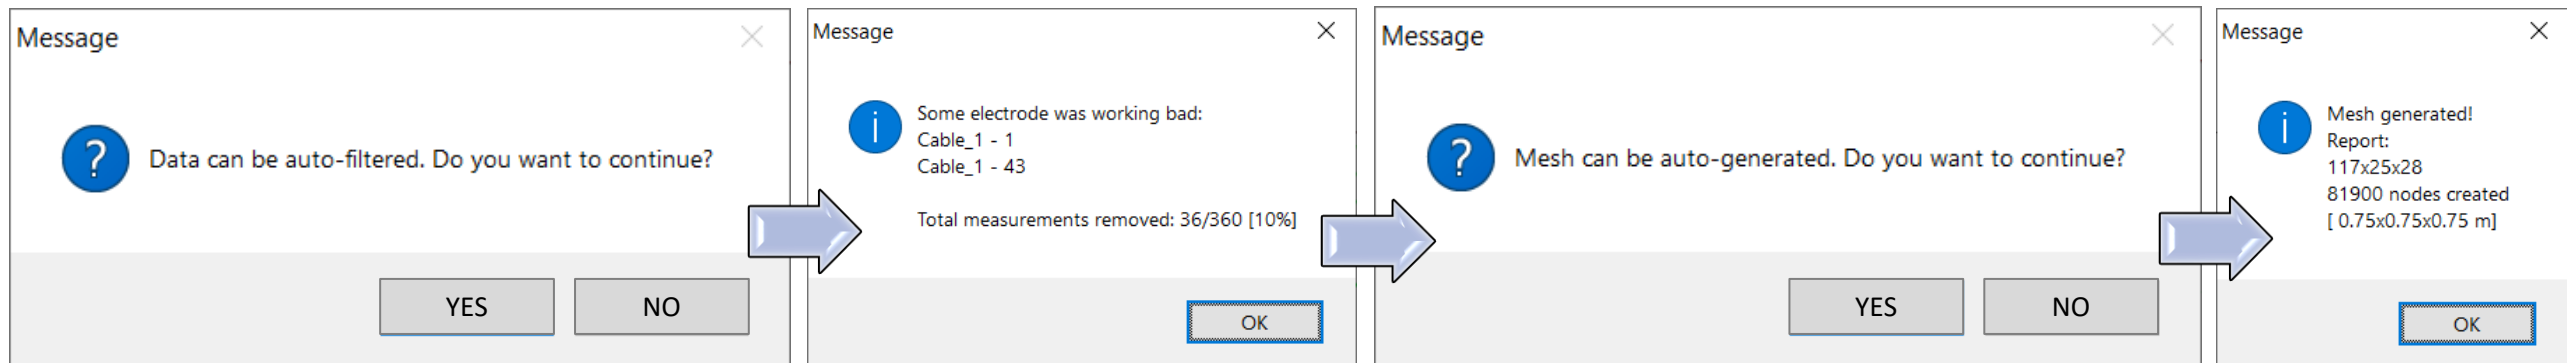 Message
Data can be auto-filtered. Do you want to continue?
YES
NO
Message
Some electrode was working bad:
Cable_1 - 1
Cable_1 - 43
Total measurements removed: 36/360 [10%]
OK
Message
Mesh can be auto-generated. Do you want to continue?
YES
NO
Message
Mesh generated!
Report:
117x25x28
81900 nodes created
[ 0.75x0.75x0.75 m]
OK